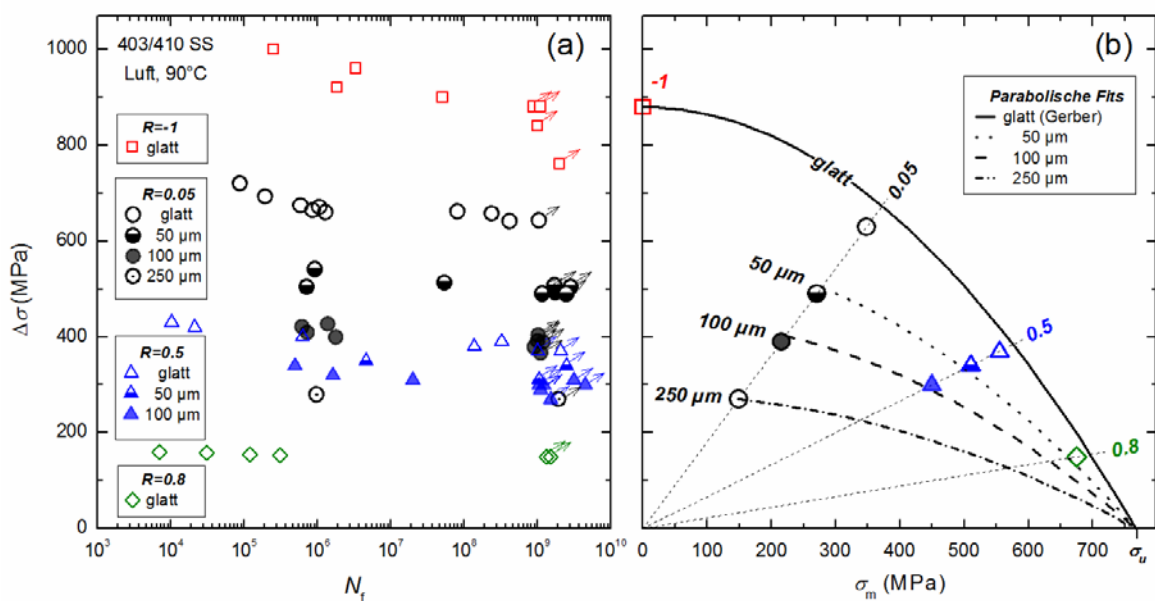 (a)
403/410 SS
Luft, 90°C
R=-1
glatt
R=0.05
glatt
50 µm
100 µm
250 µm
R=0.5
glatt
50 µm
100 µm
R=0.8
glatt
1000
800
600
400
200
0
Δσ (MPa)
10³ 10⁴ 10⁵ 10⁶ 10⁷ 10⁸ 10⁹ 10¹⁰
N_f
(b)
-1
Parabolische Fits
glatt (Gerber)
50 µm
100 µm
250 µm
glatt
0.05
50 µm
100 µm
0.5
250 µm
0.8
0 100 200 300 400 500 600 700 σ_u
σ_m (MPa)